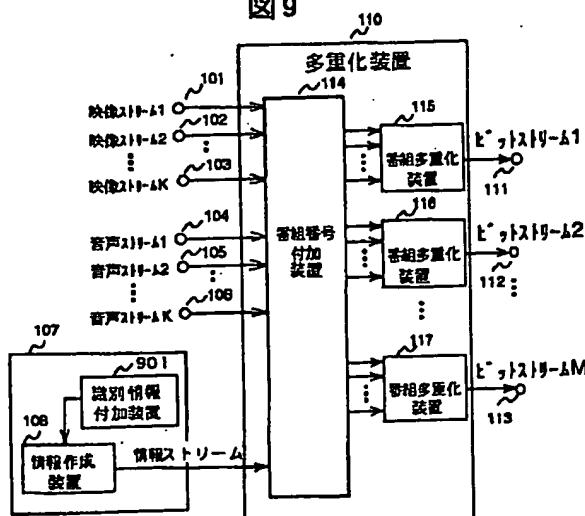 図9
110
多重化装置
101
114
映像ストリーム1
102
映像ストリーム2
103
映像ストリームK
104
音声ストリーム1
105
音声ストリーム2
106
音声ストリームK
番組番号
付加
装置
115
番組多重化
装置
ビットストリーム1
111
116
番組多重化
装置
ビットストリーム2
112
117
番組多重化
装置
ビットストリームM
113
107
901
識別情報
付加装置
108
情報作成
装置
情報ストリーム